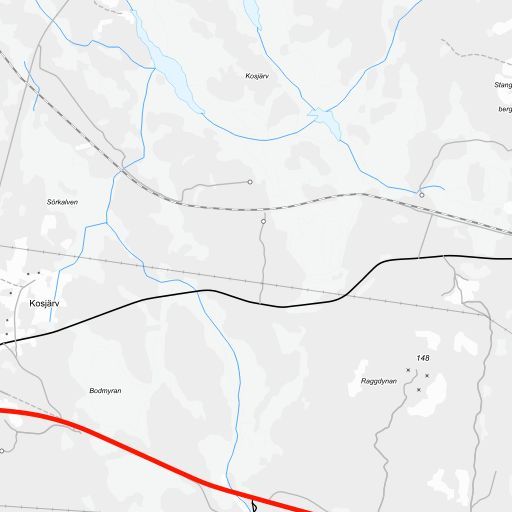 Kosjärv
Stang
berg
Sörkalven
Kosjärv
148
Raggdynan
Bodmyran